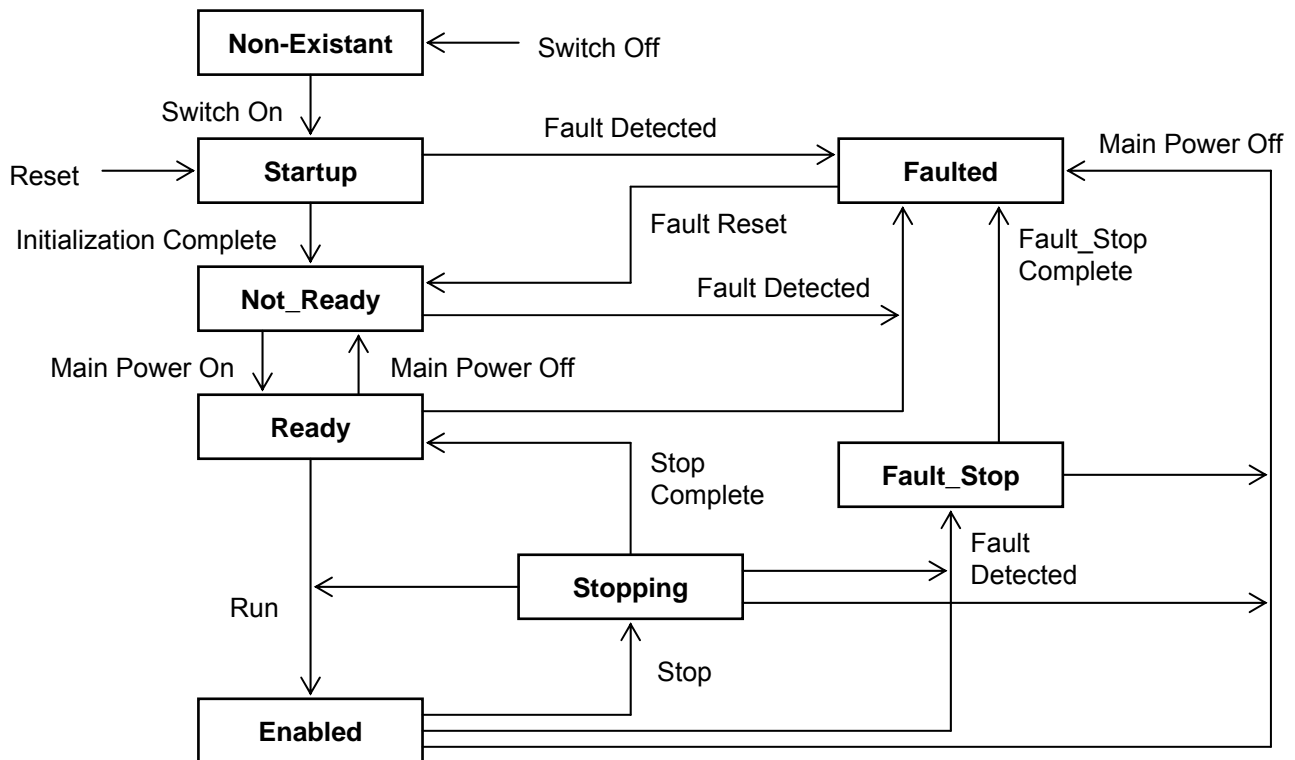 Non-Existant
Switch Off
Switch On
Fault Detected
Main Power Off
Startup
Faulted
Reset
Fault Reset
Initialization Complete
Fault_Stop
Complete
Not_Ready
Fault Detected
Main Power On
Main Power Off
Ready
Stop
Complete
Fault_Stop
Fault
Detected
Stopping
Run
Stop
Enabled